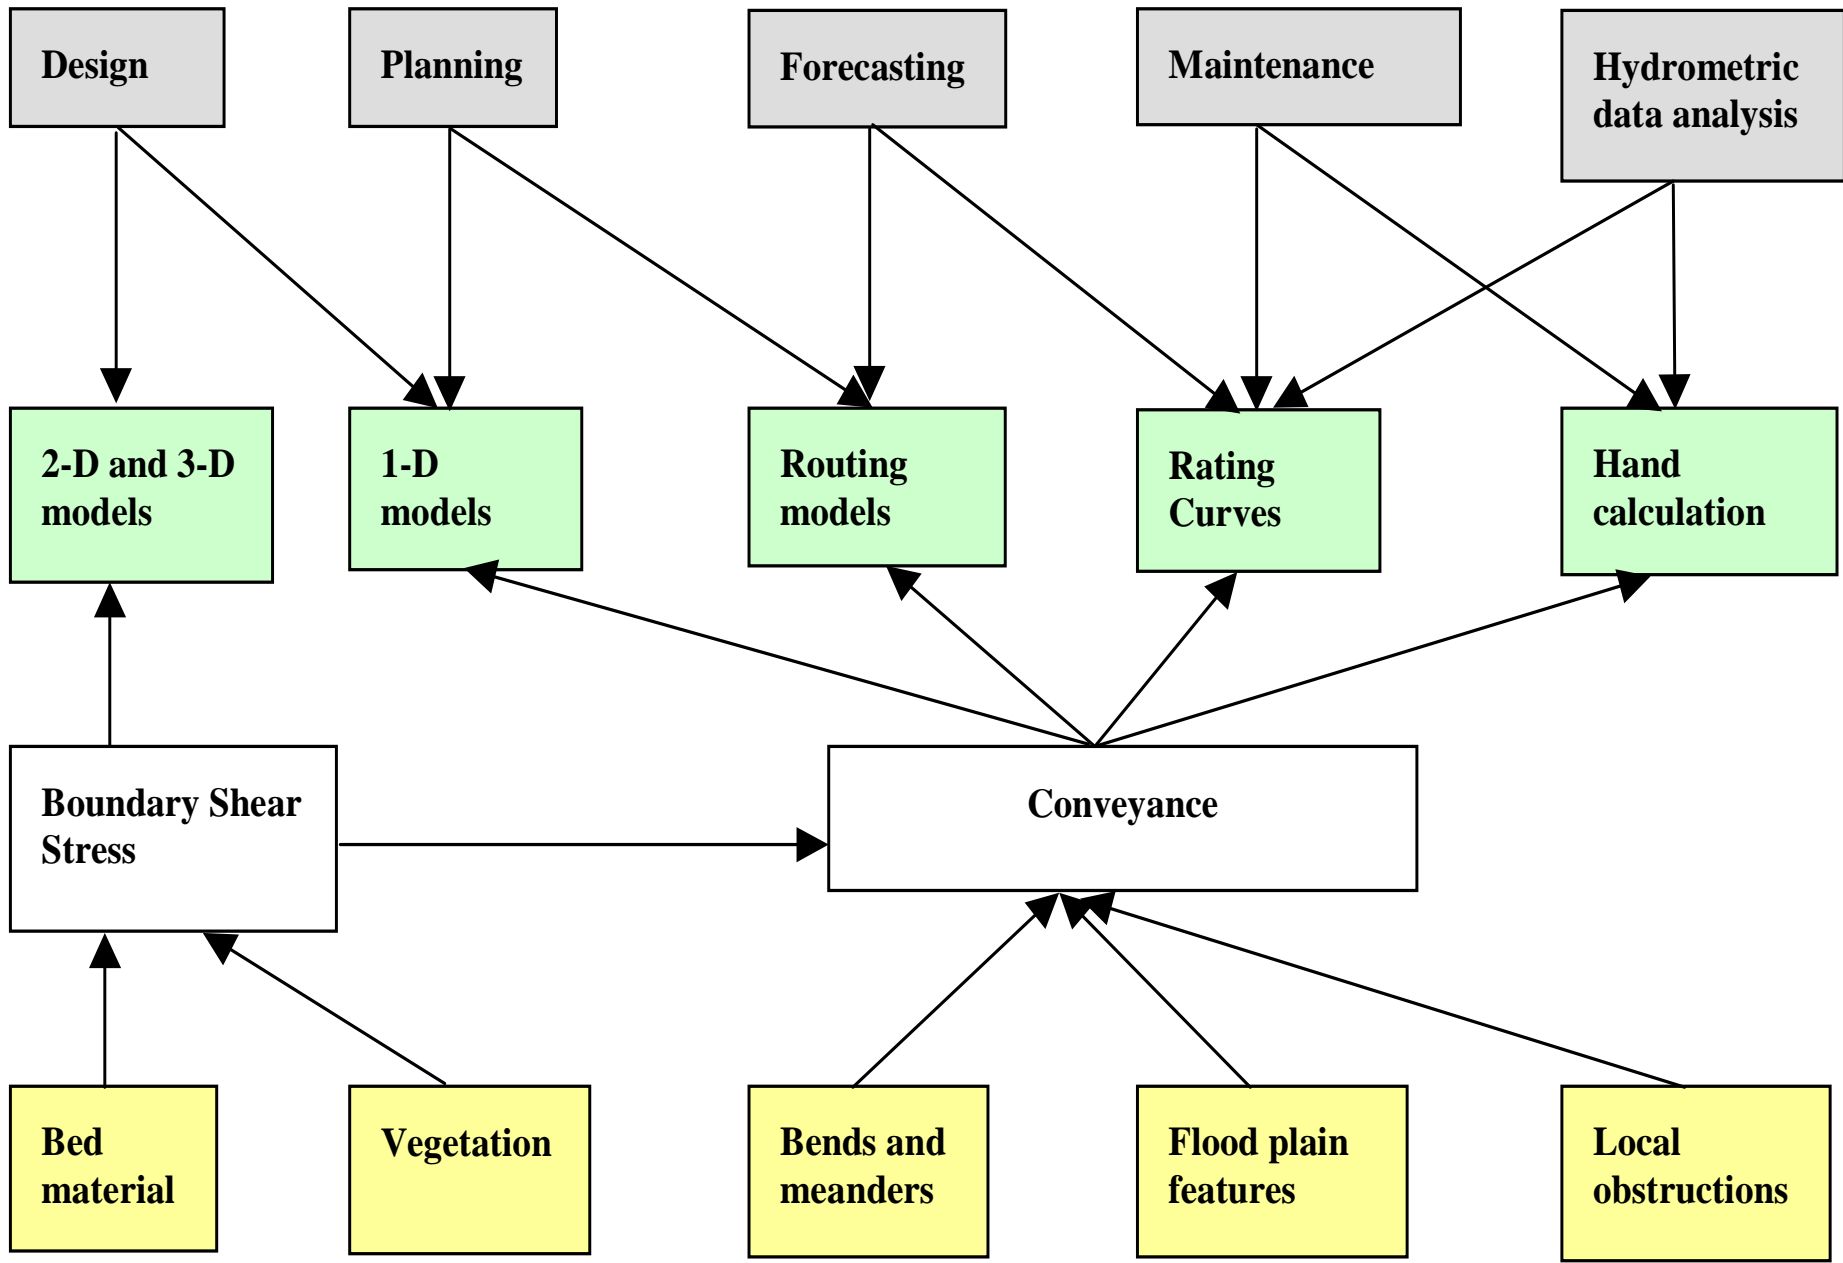 Design
Planning
Forecasting
Maintenance
Hydrometric
data analysis
2-D and 3-D
models
1-D
models
Routing
models
Rating
Curves
Hand
calculation
Boundary Shear
Stress
Conveyance
Bed
material
Vegetation
Bends and
meanders
Flood plain
features
Local
obstructions